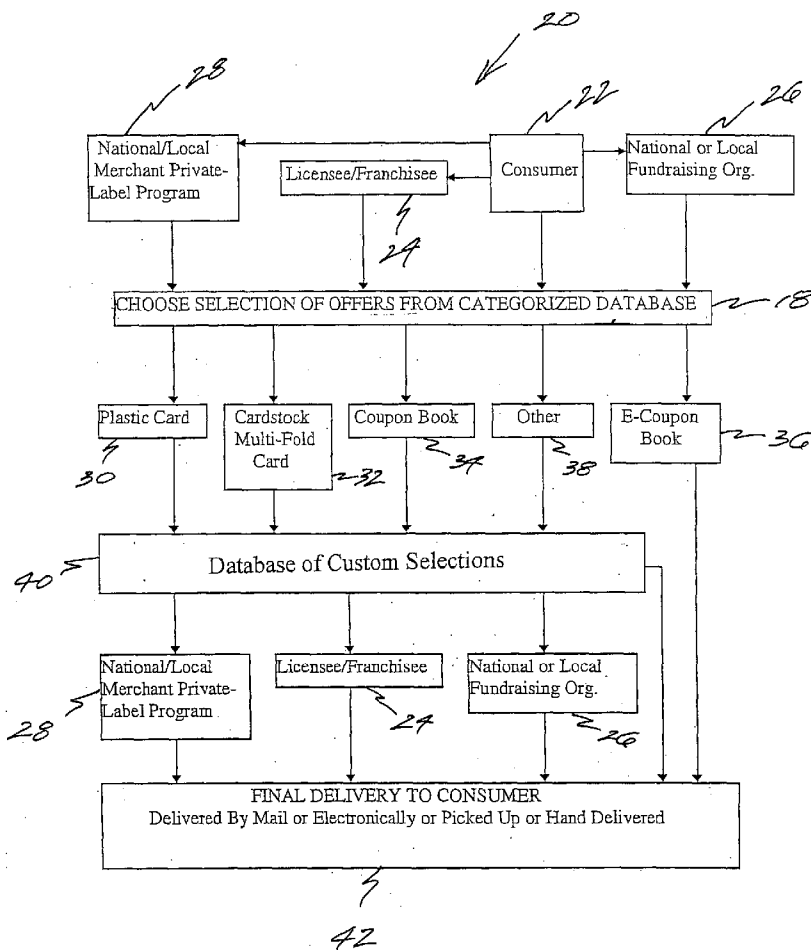 20
28
22
26
National/Local
Merchant Private-
Label Program
Licensee/Franchisee
Consumer
National or Local
Fundraising Org.
24
CHOOSE SELECTION OF OFFERS FROM CATEGORIZED DATABASE
18
Plastic Card
Cardstock
Multi-Fold
Card
Coupon Book
Other
E-Coupon
Book
30
32
34
38
36
Database of Custom Selections
40
National/Local
Merchant Private-
Label Program
Licensee/Franchisee
National or Local
Fundraising Org.
28
24
26
FINAL DELIVERY TO CONSUMER
Delivered By Mail or Electronically or Picked Up or Hand Delivered
42